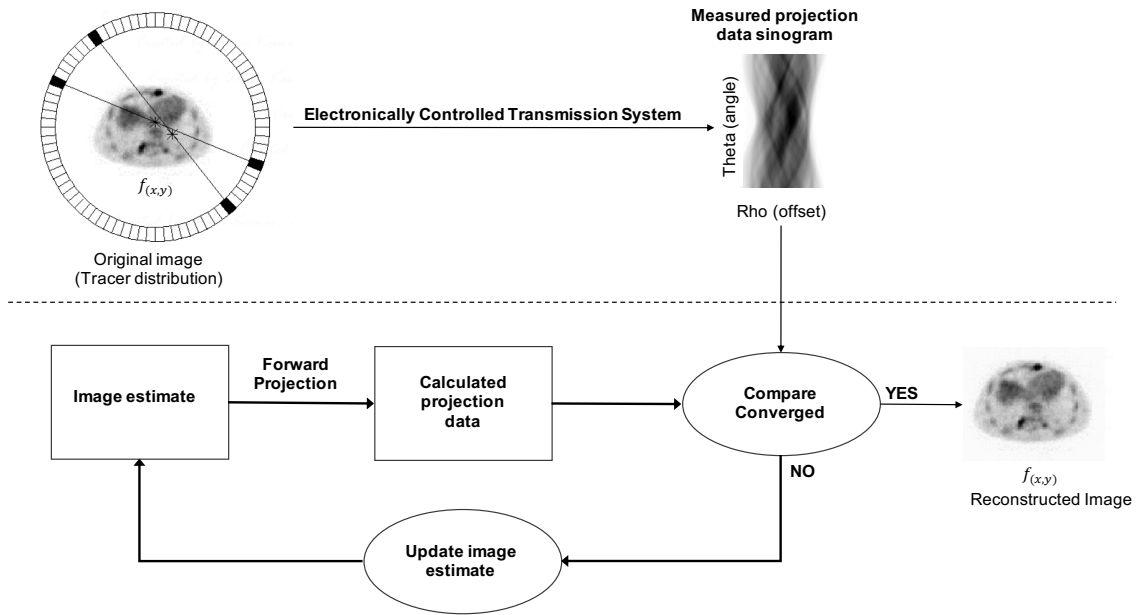 Measured projection
data sinogram
Electronically Controlled Transmission System
Theta (angle)
Rho (offset)
f(x,y)
Original image
(Tracer distribution)
Image estimate
Forward
Projection
Calculated
projection
data
Compare
Converged
YES
NO
f(x,y)
Reconstructed Image
Update image
estimate